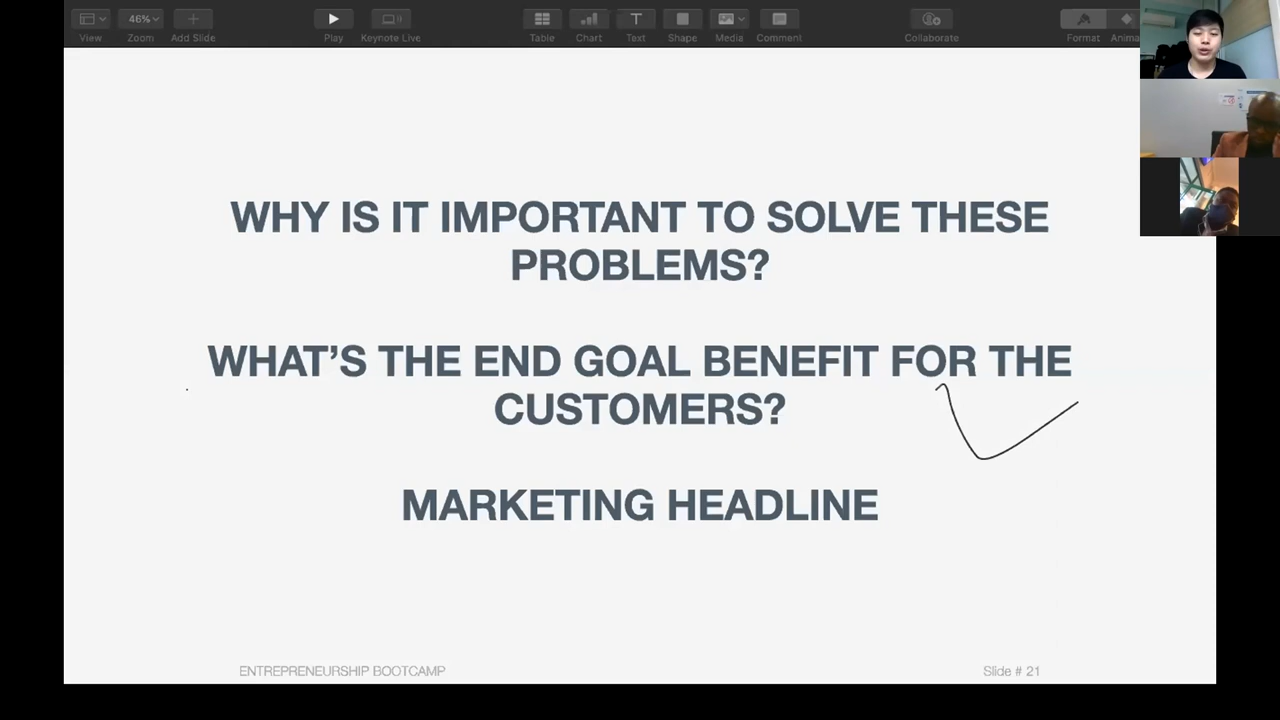 46%
View
Zoom
Add Slide
Play
Keynote Live
Table
Chart
Text
Shape
Media
Comment
Collaborate
Format
WHY IS IT IMPORTANT TO SOLVE THESE
PROBLEMS?
WHAT'S THE END GOAL BENEFIT FOR THE
CUSTOMERS?
MARKETING HEADLINE
ENTREPRENEURSHIP BOOTCAMP
Slide # 21